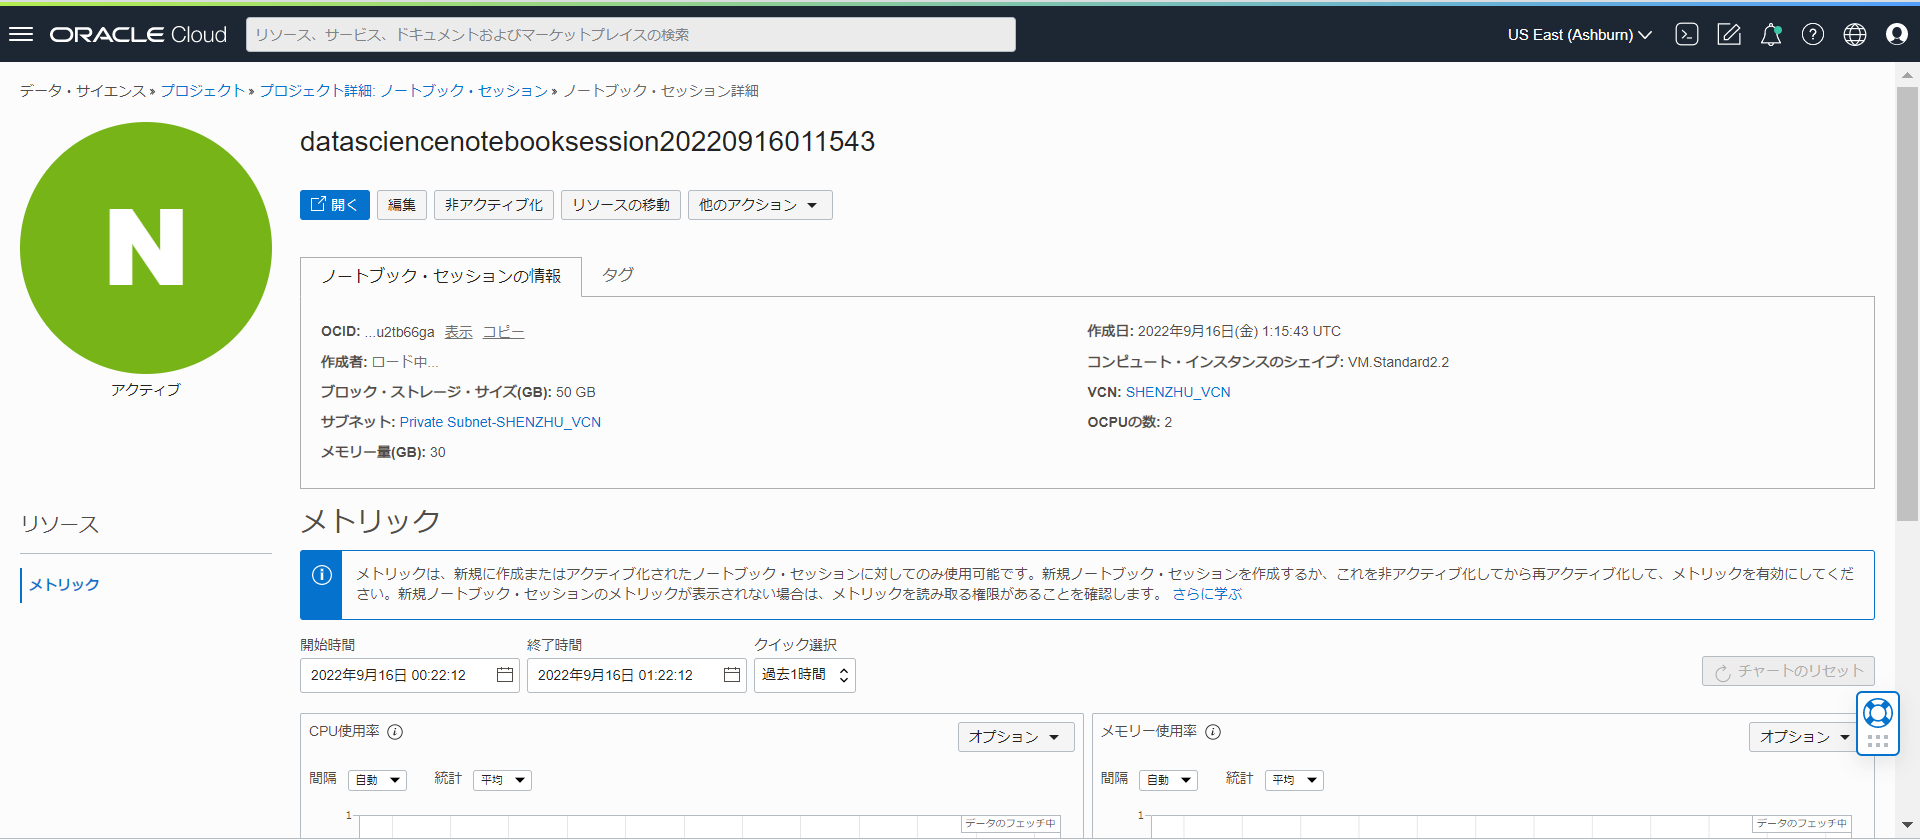 ORACLE Cloud
リソース、サービス、ドキュメントおよびマーケットプレイスの検索
US East (Ashburn)
データ・サイエンス » プロジェクト » プロジェクト詳細: ノートブック・セッション » ノートブック・セッション詳細
N
アクティブ
datasciencenotebooksession20220916011543
開く 編集 非アクティブ化 リソースの移動 他のアクション
ノートブック・セッションの情報 タグ
OCID: ...u2tb66ga 表示 コピー
作成者: ロード中...
ブロック・ストレージ・サイズ(GB): 50 GB
サブネット: Private Subnet-SHENZHU_VCN
メモリー量(GB): 30
作成日: 2022年9月16日(金) 1:15:43 UTC
コンピュート・インスタンスのシェイプ: VM.Standard2.2
VCN: SHENZHU_VCN
OCPUの数: 2
リソース
メトリック
メトリック
メトリックは、新規に作成またはアクティブ化されたノートブック・セッションに対してのみ使用可能です。新規ノートブック・セッションを作成するか、これを非アクティブ化してから再アクティブ化して、メトリックを有効にしてくだ
さい。新規ノートブック・セッションのメトリックが表示されない場合は、メトリックを読み取る権限があることを確認します。 さらに学ぶ
開始時間 終了時間 クイック選択
2022年9月16日 00:22:12 2022年9月16日 01:22:12 過去1時間
チャートのリセット
CPU使用率 オプション
間隔 自動 統計 平均
1
データのフェッチ中
メモリー使用率 オプション
間隔 自動 統計 平均
1
データのフェッチ中